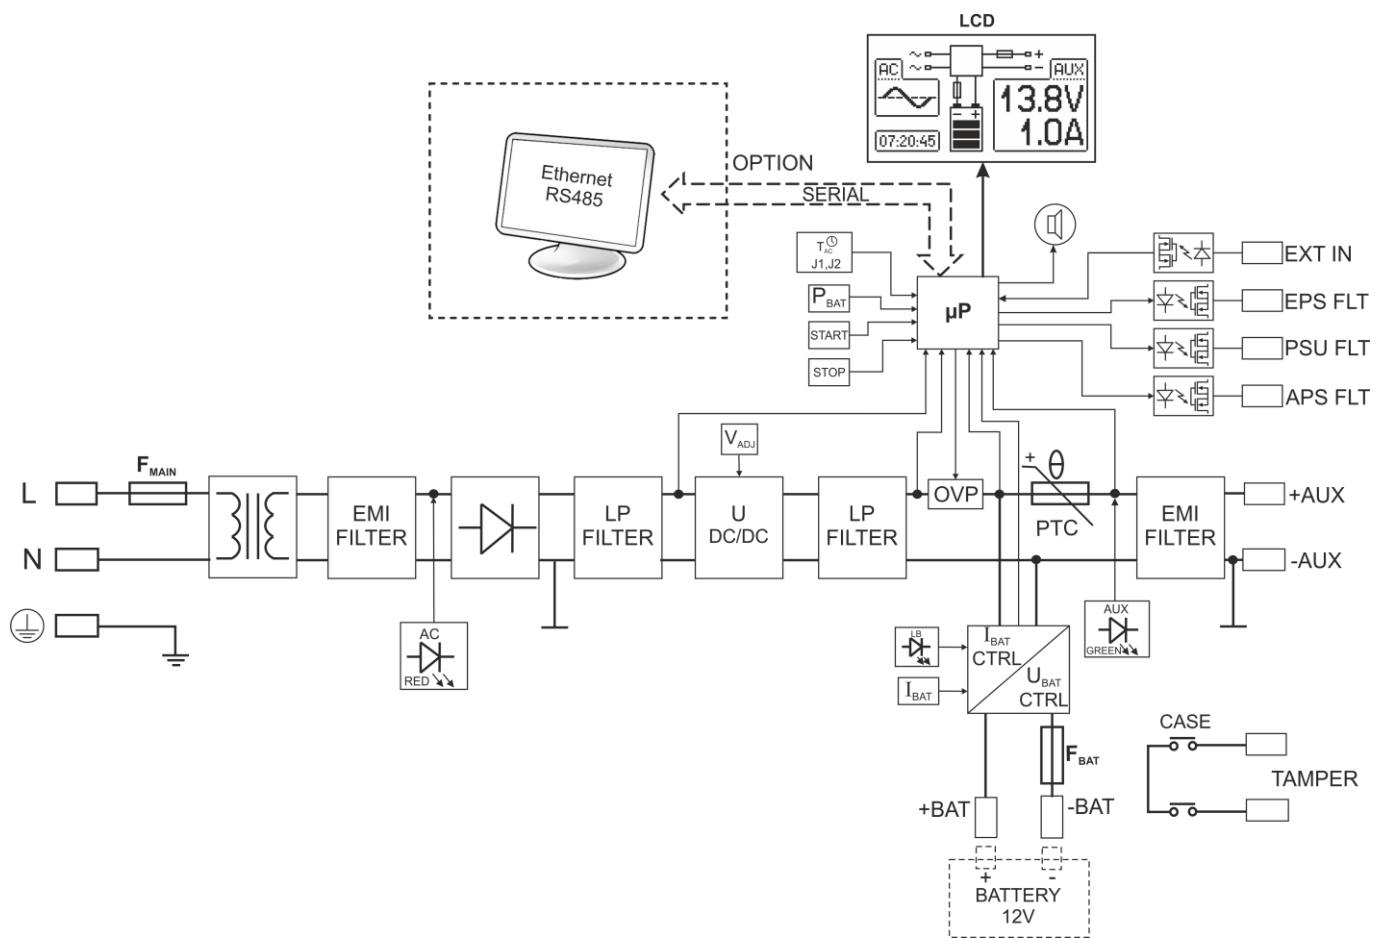 LCD
AC
AUX
+
-
- +
13.8V
1.0A
07:20:45
Ethernet
RS485
OPTION
SERIAL
T AC
J1,J2
P BAT
START
STOP
µP
EXT IN
EPS FLT
PSU FLT
APS FLT
V ADJ
F MAIN
L
N
EMI
FILTER
LP
FILTER
U
DC/DC
LP
FILTER
OVP
+
θ
PTC
EMI
FILTER
+AUX
-AUX
AC
RED
LB
I BAT
I BAT
CTRL
U BAT
CTRL
AUX
GREEN
F BAT
+BAT
-BAT
+ -
BATTERY
12V
CASE
TAMPER